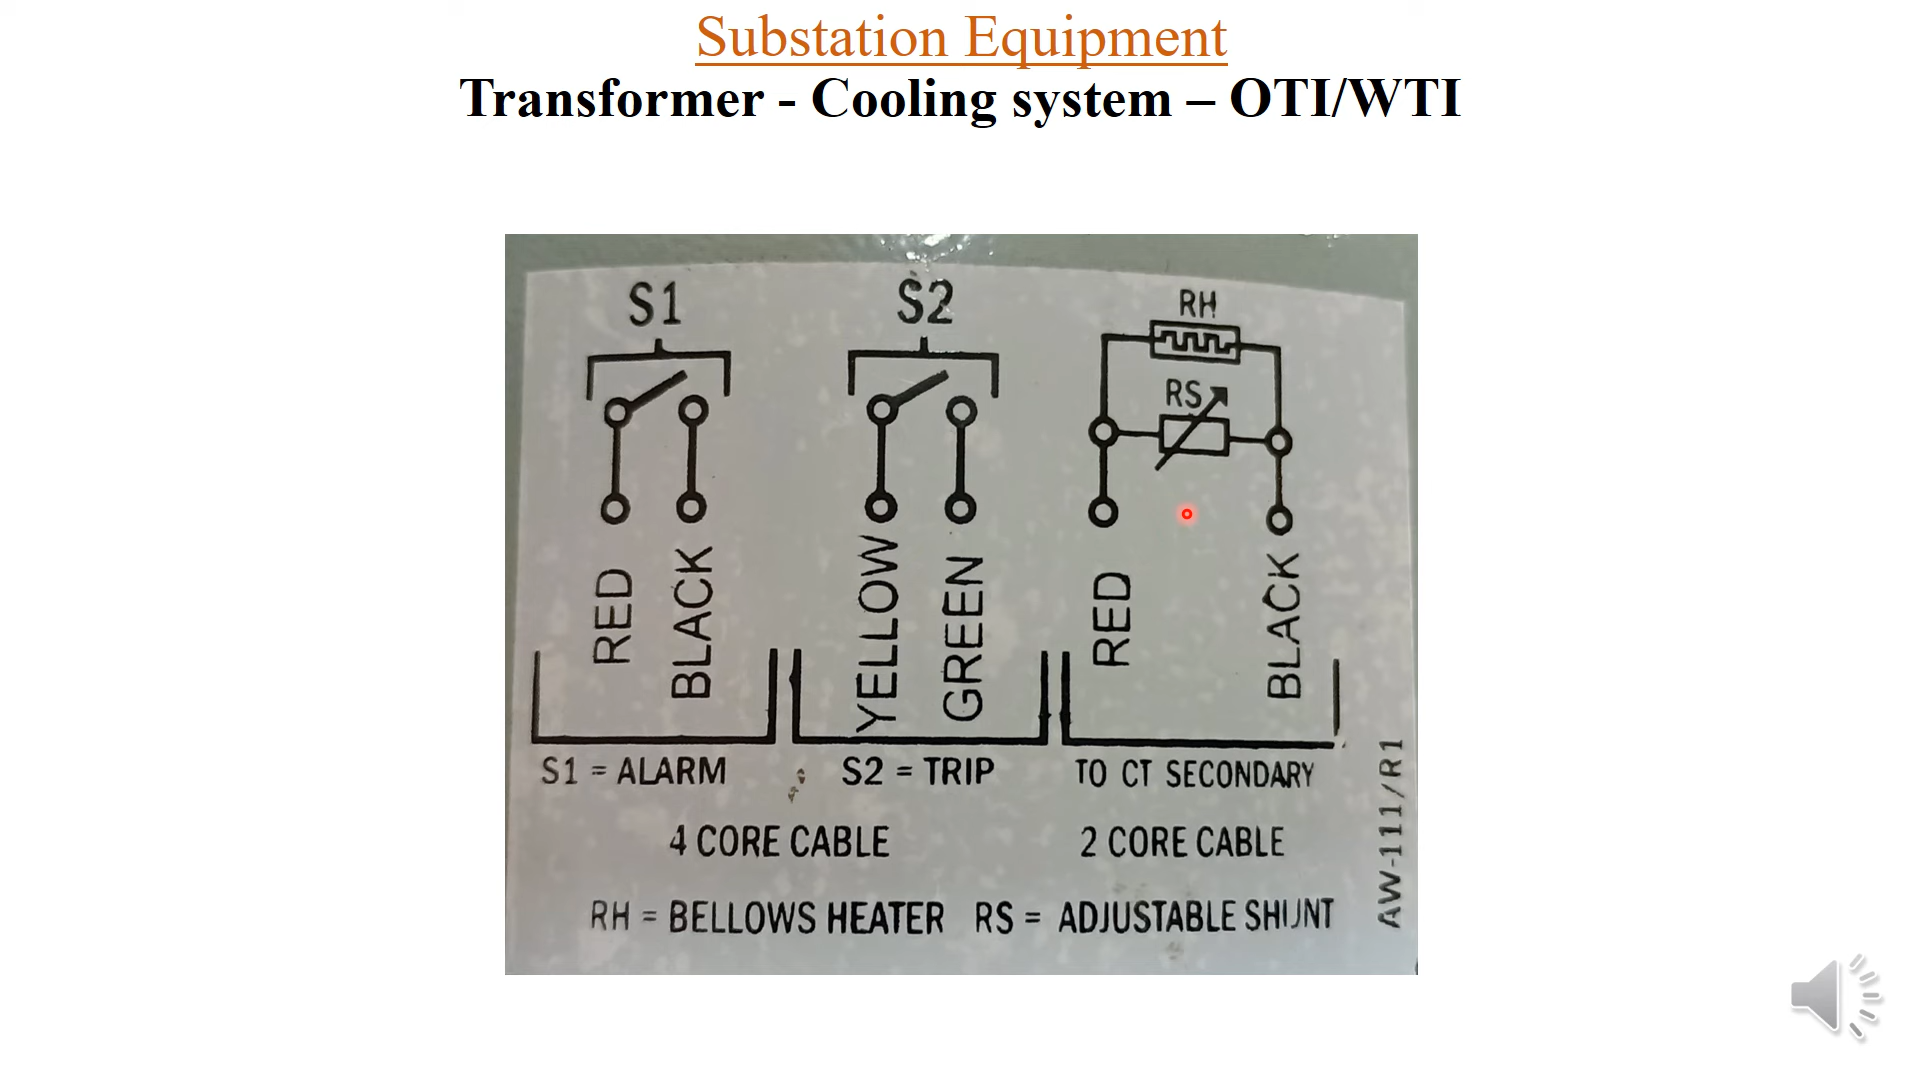 Substation Equipment
Transformer - Cooling system – OTI/WTI
S1 S2 RH
RS
RED BLACK YELLOW GREEN RED BLACK
S1 = ALARM S2 = TRIP TO CT SECONDARY
4 CORE CABLE 2 CORE CABLE
RH = BELLOWS HEATER RS = ADJUSTABLE SHUNT
AW-111/R1